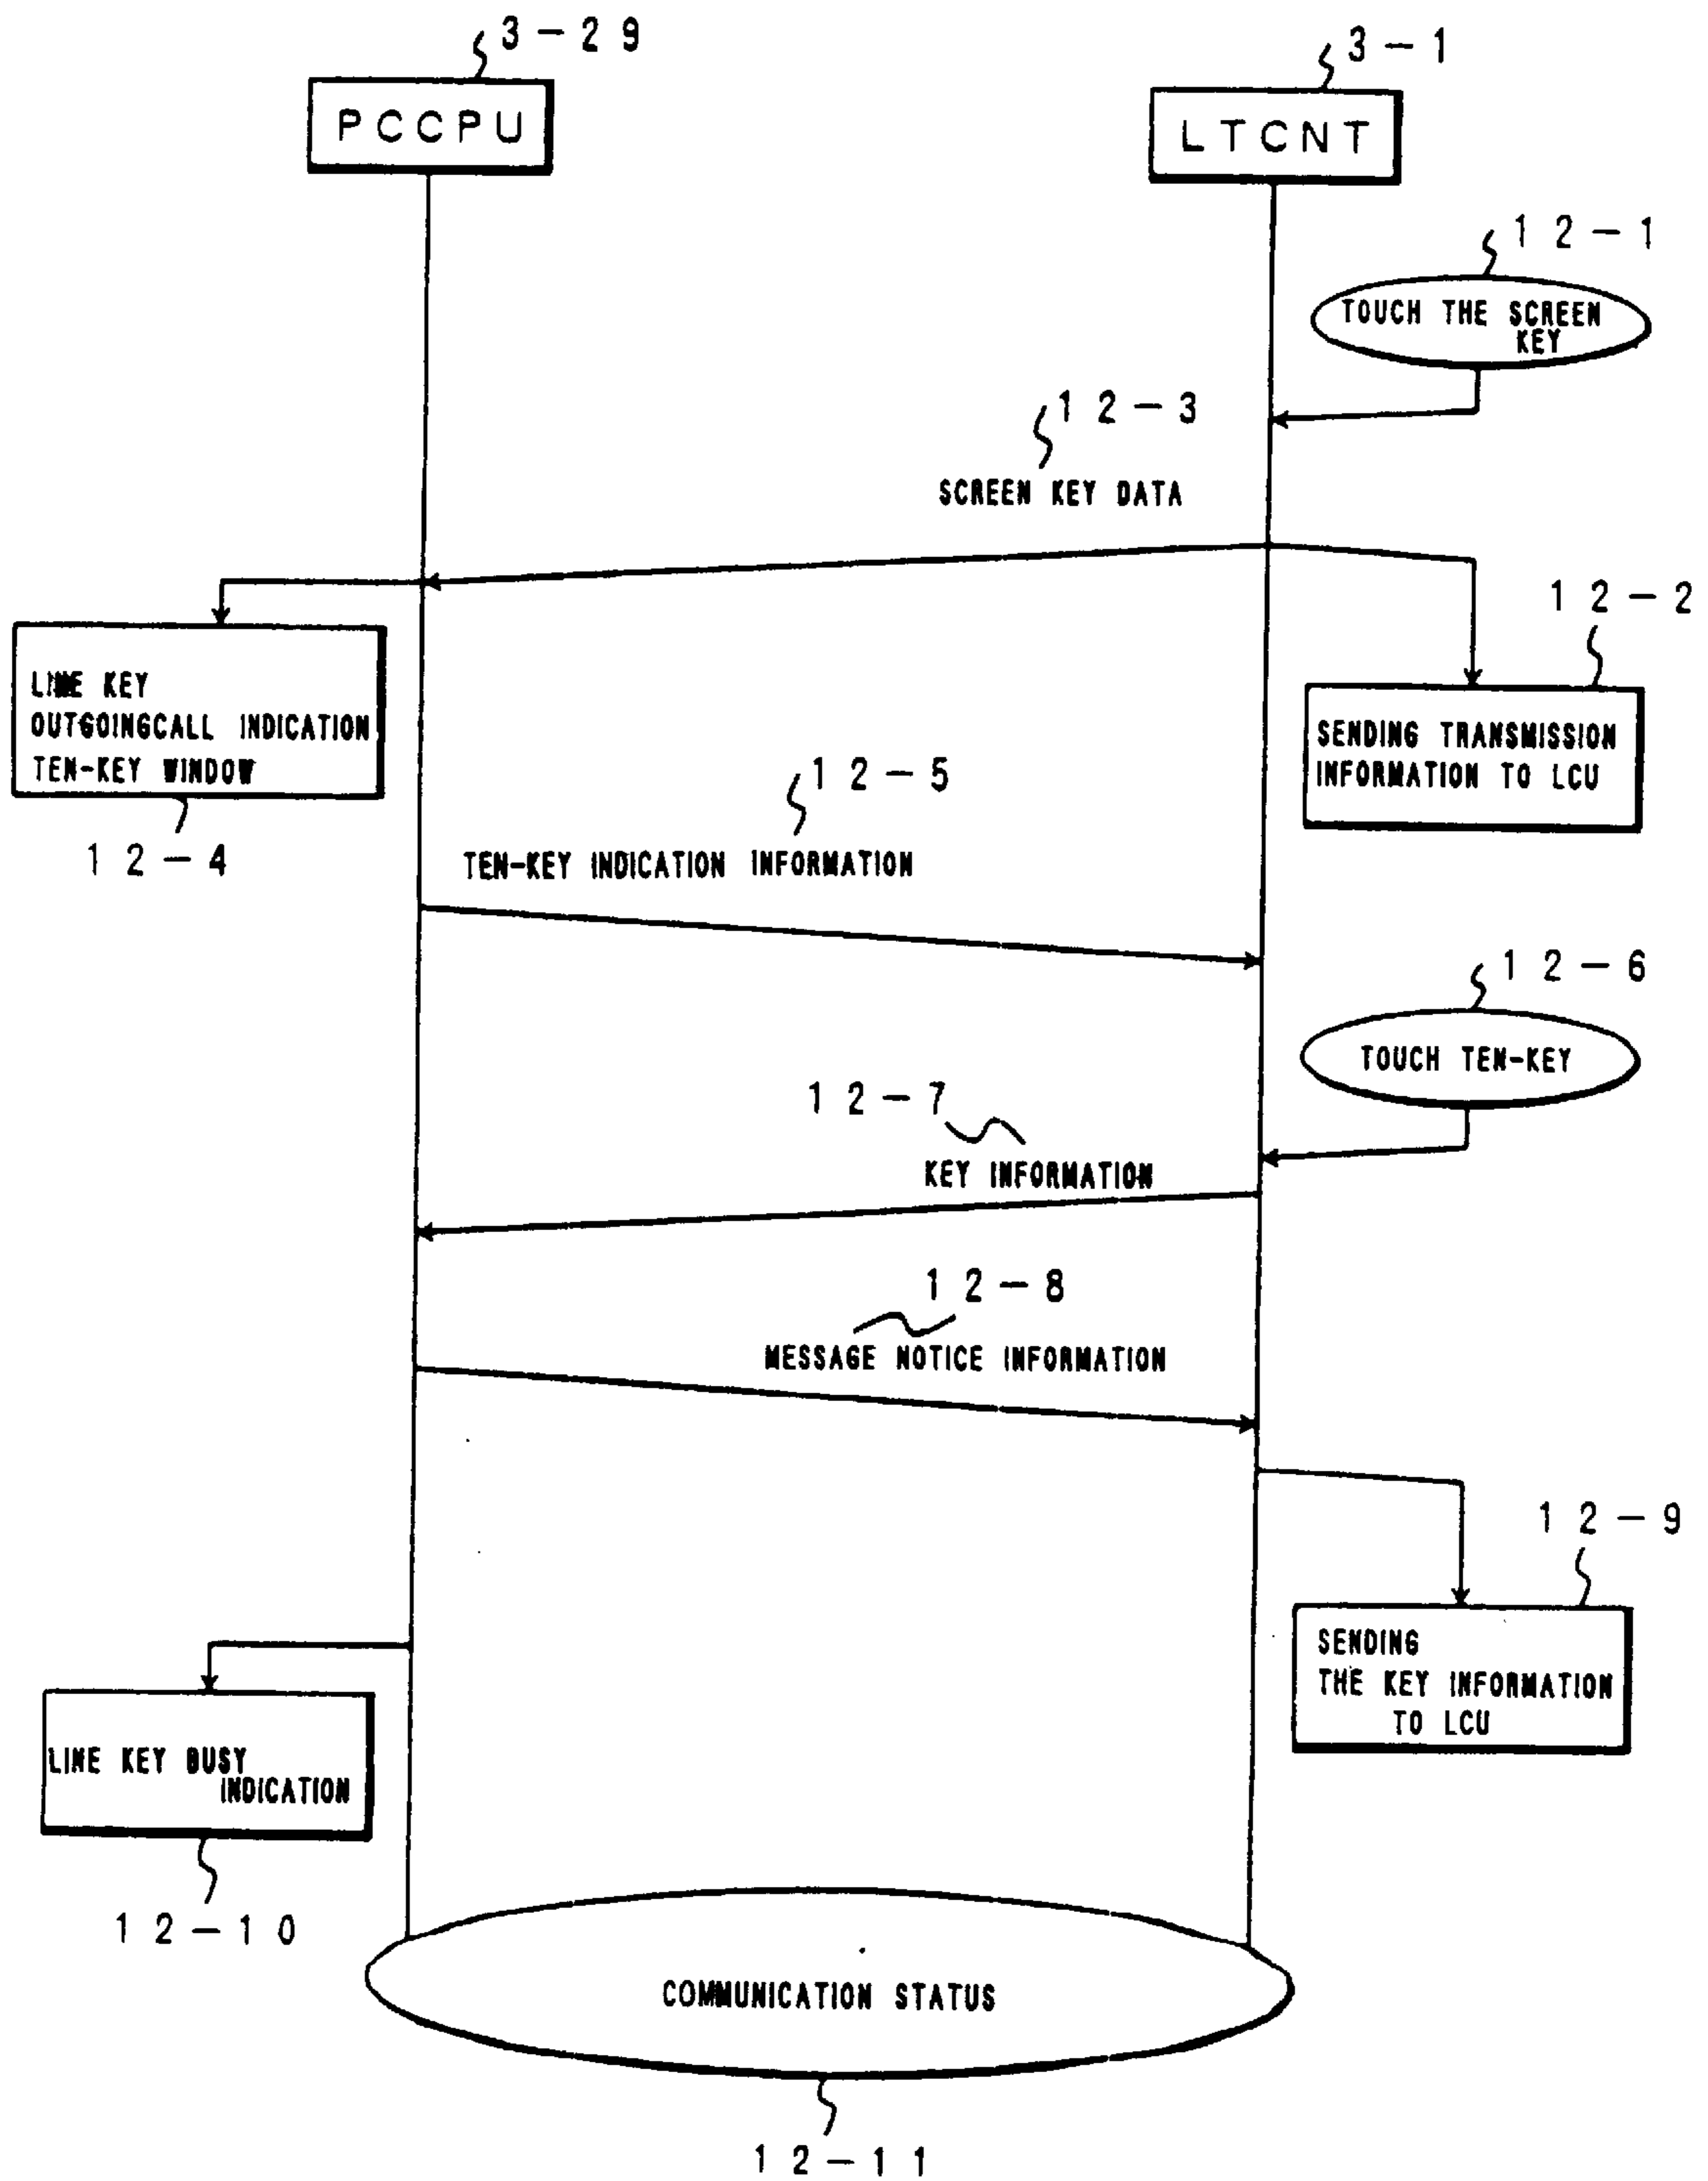 3-29
3-1
PCCPU
LTCNT
12-1
TOUCH THE SCREEN
KEY
12-3
SCREEN KEY DATA
12-2
LINE KEY
OUTGOINGCALL INDICATION
TEN-KEY WINDOW
SENDING TRANSMISSION
INFORMATION TO LCU
12-5
12-4
TEN-KEY INDICATION INFORMATION
12-6
TOUCH TEN-KEY
12-7
KEY INFORMATION
12-8
MESSAGE NOTICE INFORMATION
12-9
SENDING
THE KEY INFORMATION
TO LCU
LINE KEY BUSY
INDICATION
12-10
COMMUNICATION STATUS
12-11